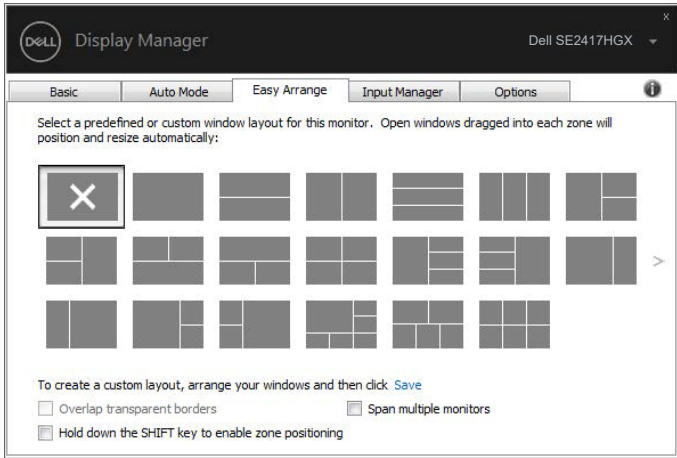 x
DELL Display Manager Dell SE2417HGX
Basic Auto Mode Easy Arrange Input Manager Options
Select a predefined or custom window layout for this monitor. Open windows dragged into each zone will
position and resize automatically:
>
To create a custom layout, arrange your windows and then click Save
Overlap transparent borders Span multiple monitors
Hold down the SHIFT key to enable zone positioning